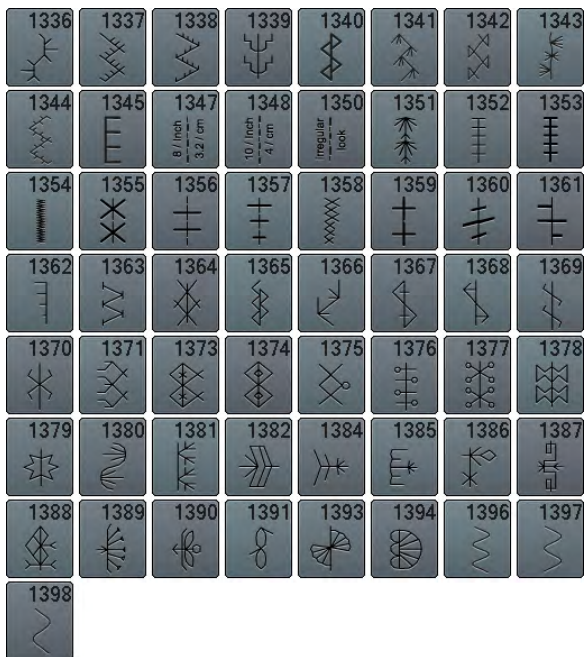 1336 1337 1338 1339 1340 1341 1342 1343
1344 1345 1347 1348 1350 1351 1352 1353
8 / Inch
3.2 / cm
10 / Inch
4 / cm
irregular
look
1354 1355 1356 1357 1358 1359 1360 1361
1362 1363 1364 1365 1366 1367 1368 1369
1370 1371 1373 1374 1375 1376 1377 1378
1379 1380 1381 1382 1384 1385 1386 1387
1388 1389 1390 1391 1393 1394 1396 1397
1398